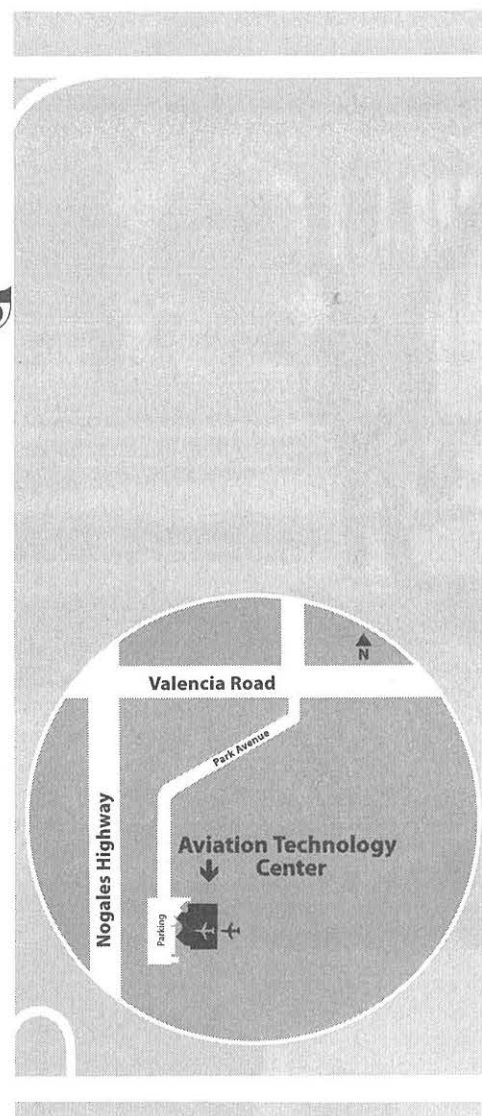 N
Valencia Road
Park Avenue
Nogales Highway
Aviation Technology
Center
Parking